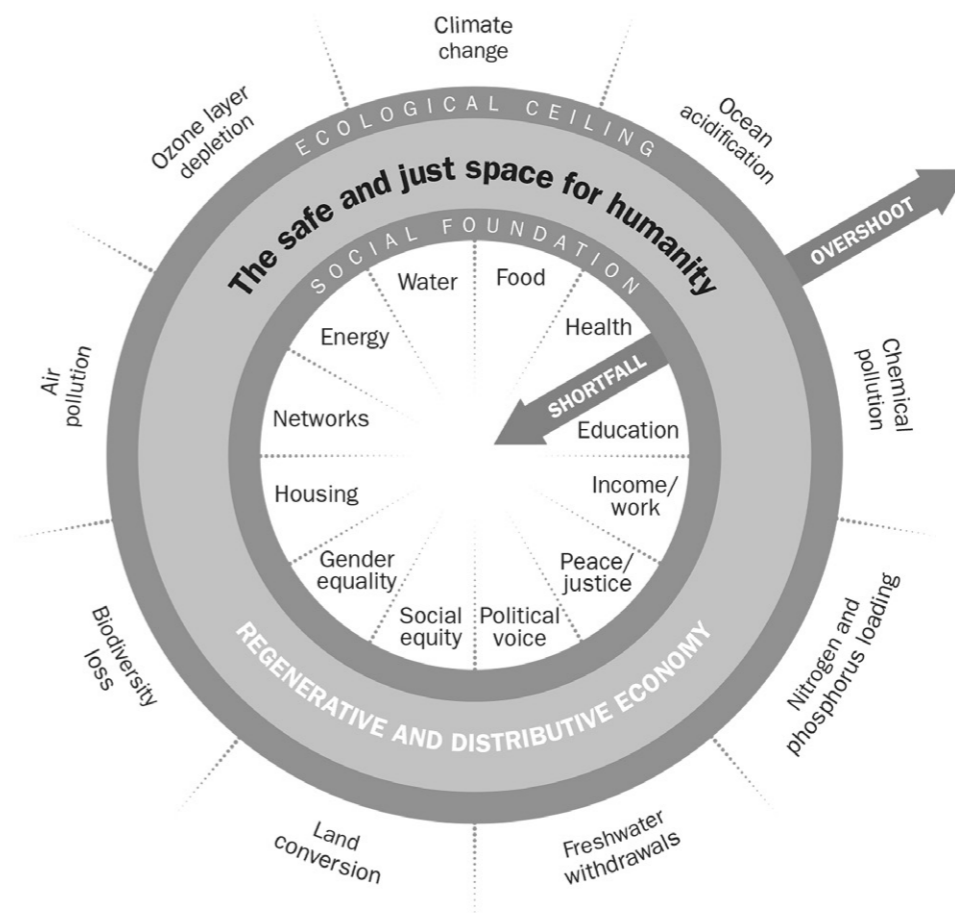 Climate
change
Ocean
acidification
OVERSHOOT
Chemical
pollution
Nitrogen and
phosphorus loading
Freshwater
withdrawals
Land
conversion
Biodiversity
loss
Air
pollution
Ozone layer
depletion
ECOLOGICAL CEILING
The safe and just space for humanity
SOCIAL FOUNDATION
Water
Food
Health
SHORTFALL
Education
Income/
work
Peace/
justice
Political
voice
Social
equity
Gender
equality
Housing
Networks
Energy
REGENERATIVE AND DISTRIBUTIVE ECONOMY